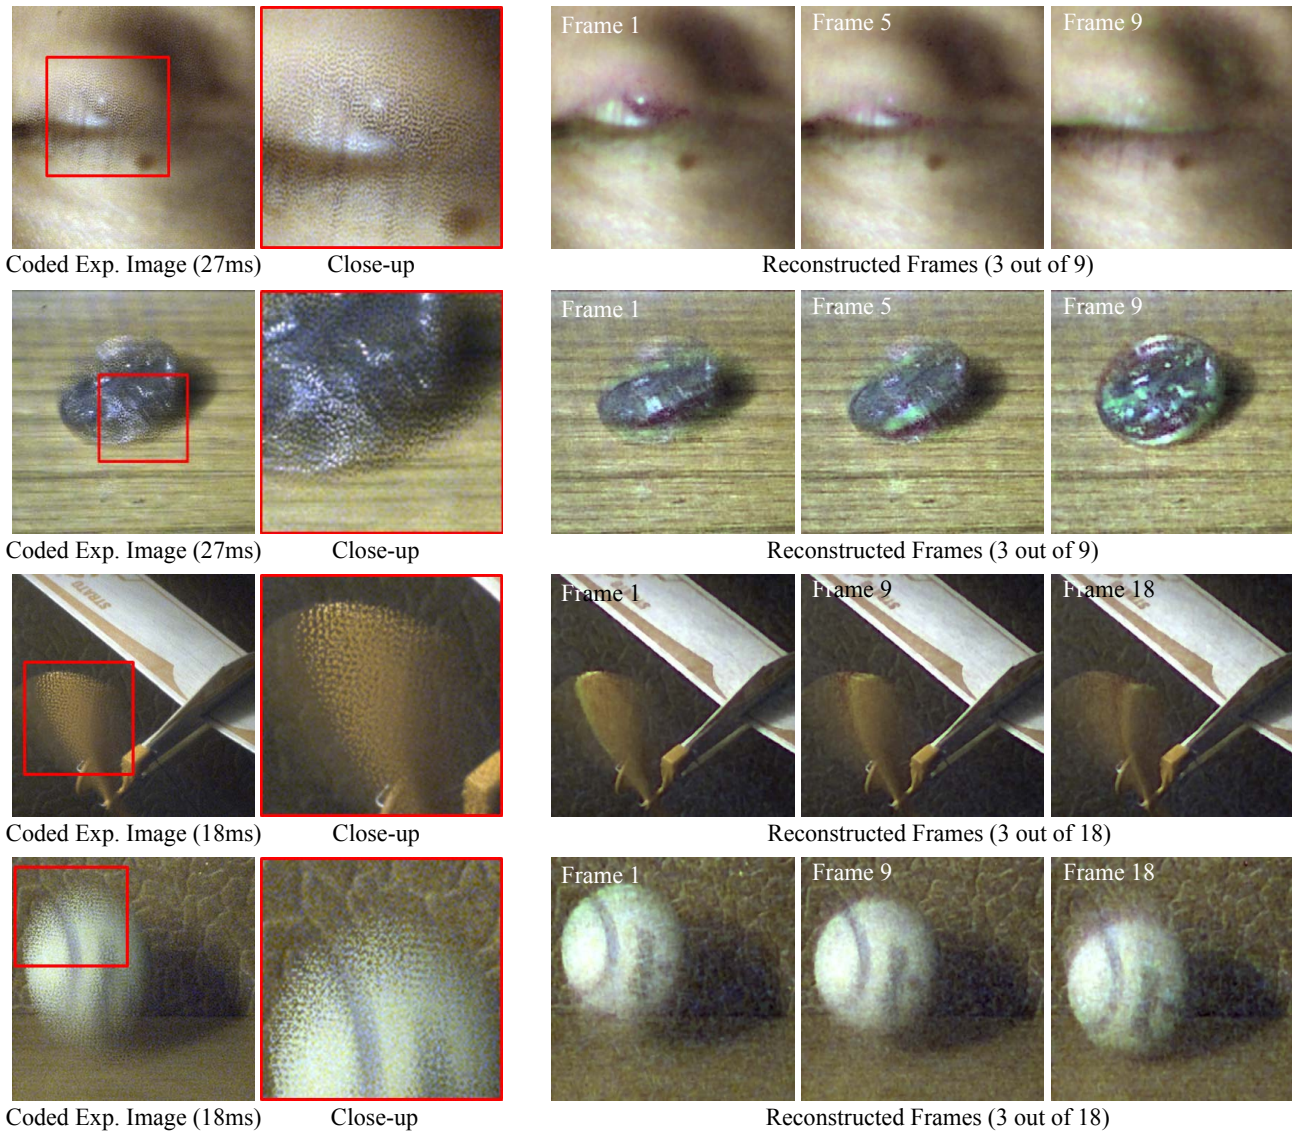 Frame 1
Frame 5
Frame 9
Coded Exp. Image (27ms)
Close-up
Reconstructed Frames (3 out of 9)
Frame 1
Frame 5
Frame 9
Coded Exp. Image (27ms)
Close-up
Reconstructed Frames (3 out of 9)
STRATO
Frame 1
Frame 9
Frame 18
Coded Exp. Image (18ms)
Close-up
Reconstructed Frames (3 out of 18)
Frame 1
Frame 9
Frame 18
Coded Exp. Image (18ms)
Close-up
Reconstructed Frames (3 out of 18)